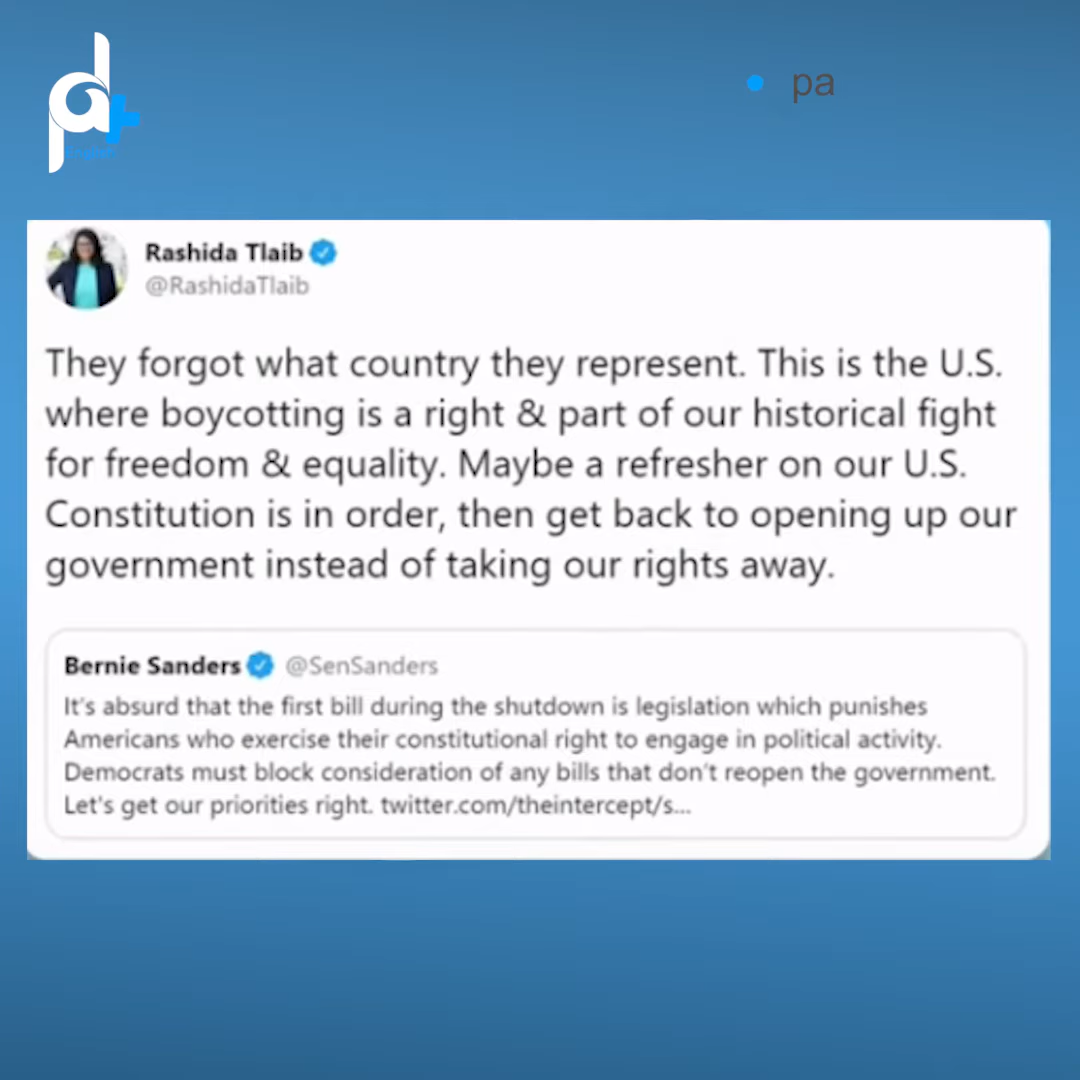 pa
Rashida Tlaib
@RashidaTlaib
They forgot what country they represent. This is the U.S.
where boycotting is a right & part of our historical fight
for freedom & equality. Maybe a refresher on our U.S.
Constitution is in order, then get back to opening up our
government instead of taking our rights away.
Bernie Sanders @SenSanders
It's absurd that the first bill during the shutdown is legislation which punishes
Americans who exercise their constitutional right to engage in political activity.
Democrats must block consideration of any bills that don't reopen the government.
Let's get our priorities right. twitter.com/theintercept/s...